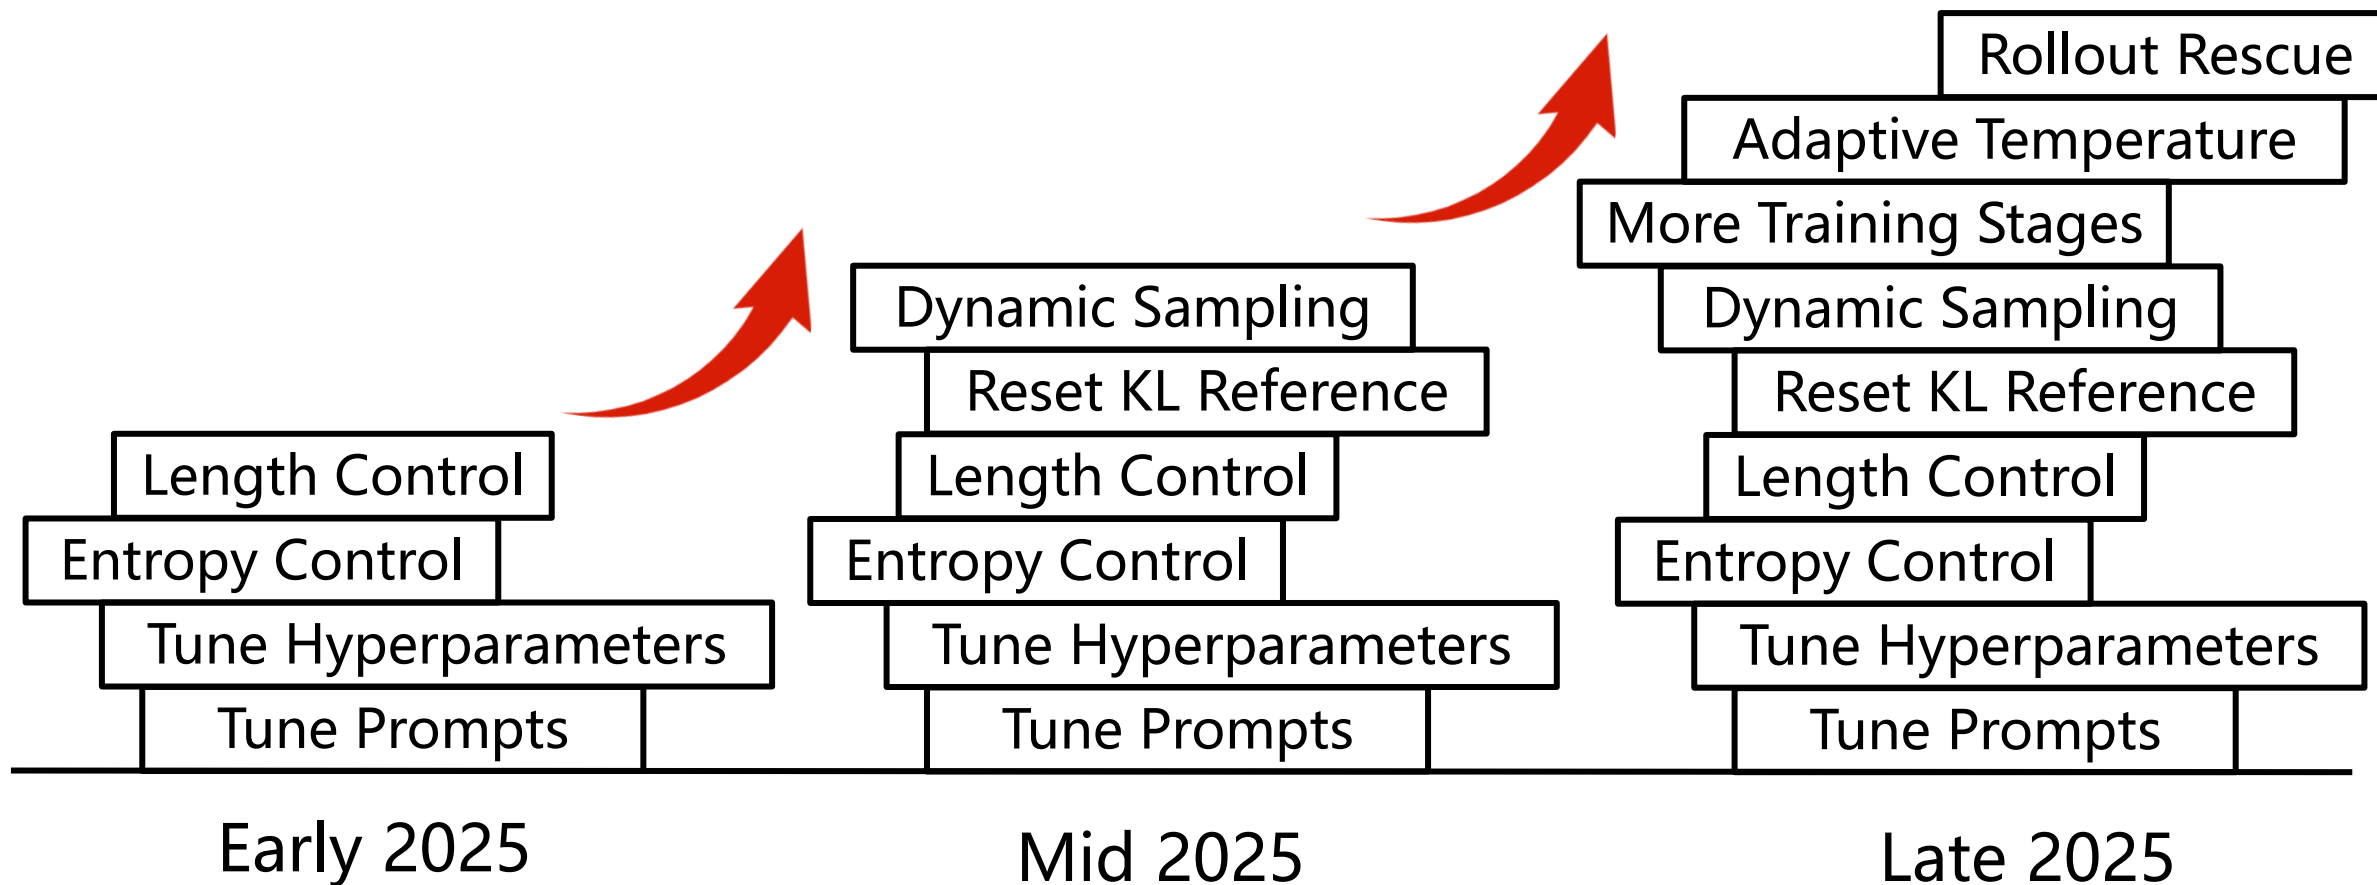 Length Control
Entropy Control
Tune Hyperparameters
Tune Prompts
Early 2025
Dynamic Sampling
Reset KL Reference
Length Control
Entropy Control
Tune Hyperparameters
Tune Prompts
Mid 2025
Rollout Rescue
Adaptive Temperature
More Training Stages
Dynamic Sampling
Reset KL Reference
Length Control
Entropy Control
Tune Hyperparameters
Tune Prompts
Late 2025